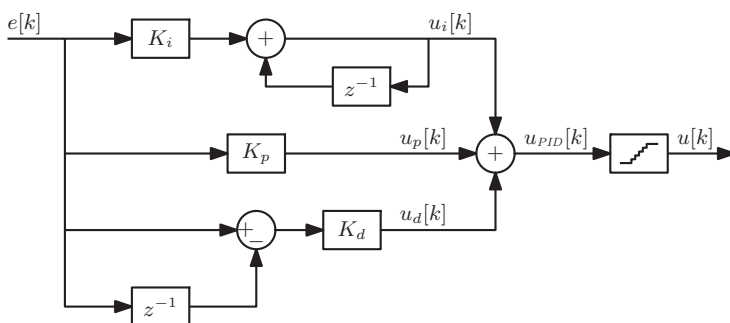 e[k]
K_i
+
u_i[k]
z^{-1}
K_p
u_p[k]
+
u_{PID}[k]
u[k]
+
−
K_d
u_d[k]
z^{-1}